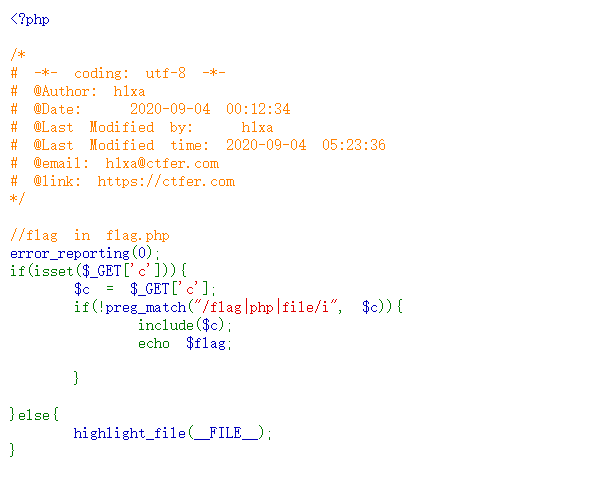 <?php
/*
# -*- coding: utf-8 -*-
# @Author: h1xa
# @Date: 2020-09-04 00:12:34
# @Last Modified by: h1xa
# @Last Modified time: 2020-09-04 05:23:36
# @email: h1xa@ctfer.com
# @link: https://ctfer.com
*/
//flag in flag.php
error_reporting(0);
if(isset($_GET['c'])){
$c = $_GET['c'];
if(!preg_match("/flag|php|file/i", $c)){
include($c);
echo $flag;
}
}else{
highlight_file(__FILE__);
}